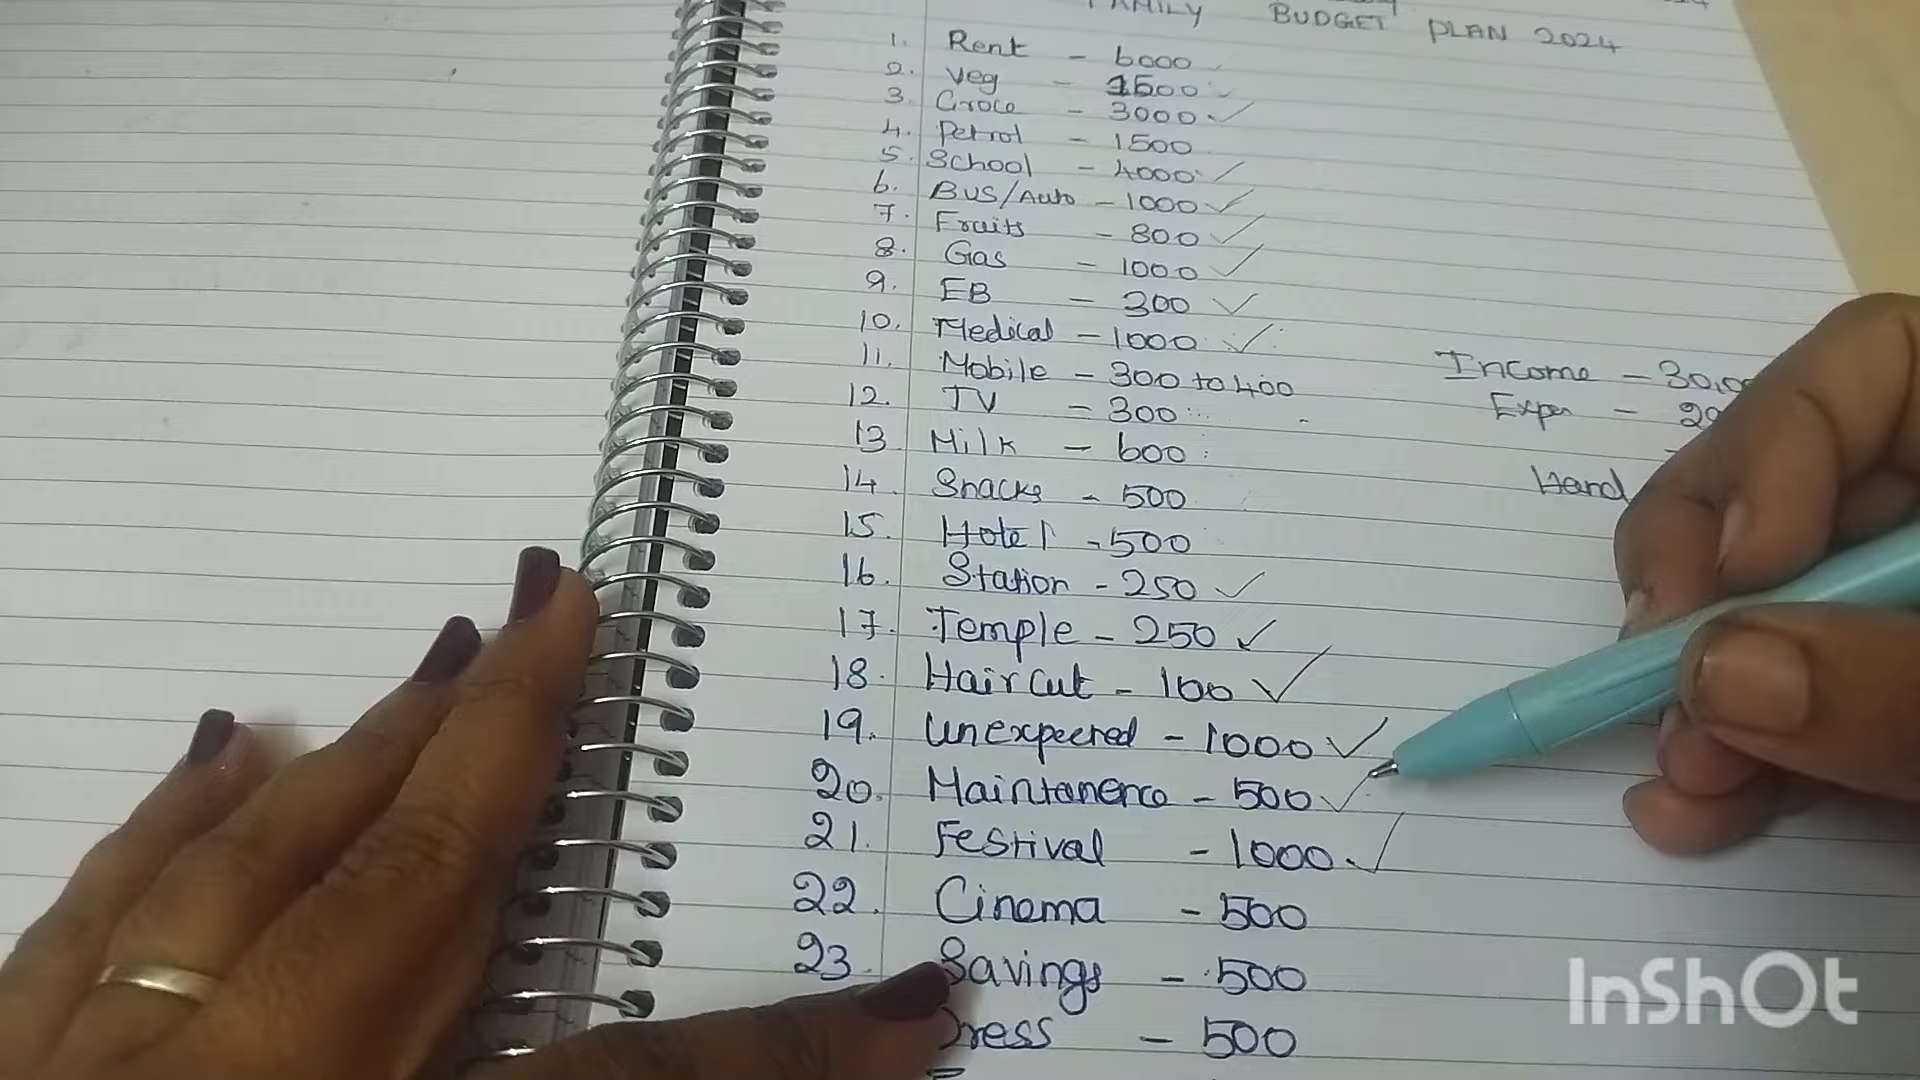 FAMILY BUDGET PLAN 2024
1. Rent - 6000
2. Veg - 1500
3. Groce - 3000 ✓
4. Petrol - 1500
5. School - 4000 ✓
6. BUS/Auto - 1000 ✓
7. Fruits - 800 ✓
8. Gas - 1000 ✓
9. EB - 300 ✓
10. Medical - 1000 ✓
11. Mobile - 300 to 400
12. TV - 300
13. Milk - 600
14. Snacks - 500
15. Hotel - 500
16. Station - 250 ✓
17. Temple - 250 ✓
18. Haircut - 100 ✓
19. Unexpected - 1000 ✓
20. Maintanence - 500 ✓
21. Festival - 1000 ✓
22. Cinema - 500
23. Savings - 500
Dress - 500
Income - 30,00
Expen - 29
Hand
InShOt